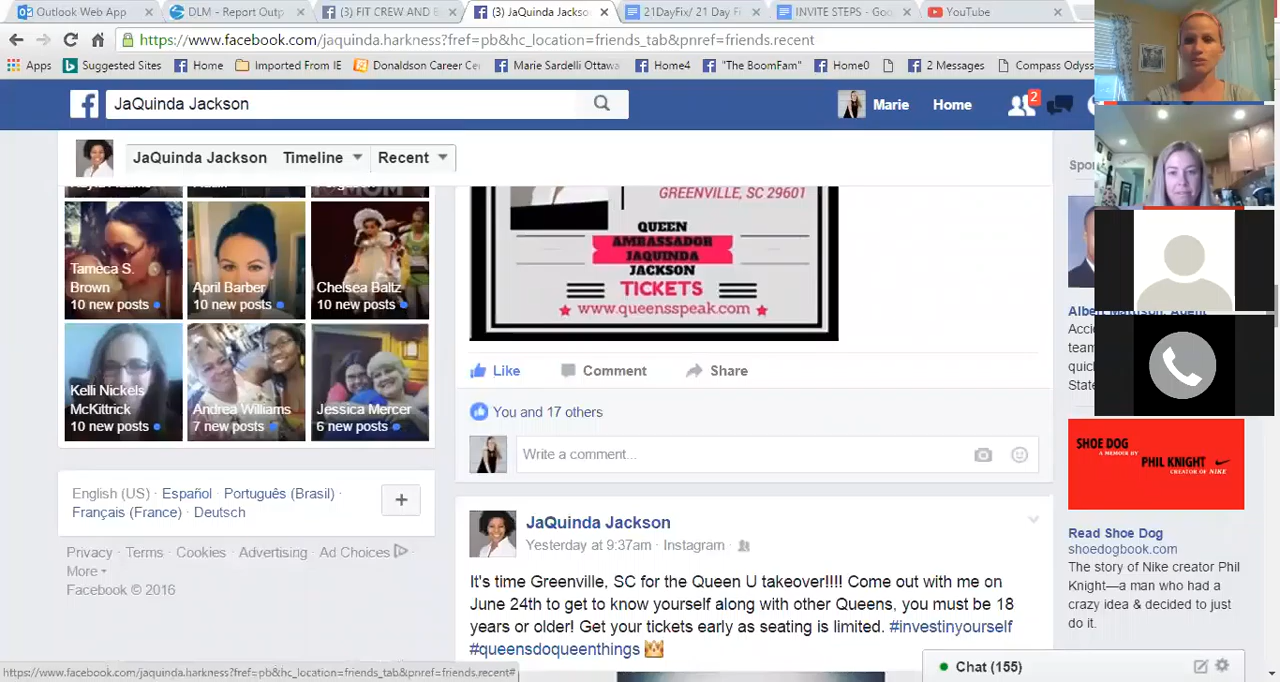 Outlook Web App
DLM - Report Outp
(3) FIT CREW AND E
(3) JaQuinda Jackso
21DayFix/ 21 Day F
INVITE STEPS - Goo
YouTube
https://www.facebook.com/jaquinda.harkness?fref=pb&hc_location=friends_tab&pnref=friends.recent
Apps
Suggested Sites
Home
Imported From IE
Donaldson Career Ce
Marie Sardelli Ottawa
Home4
"The BoomFam"
Home0
2 Messages
Compass Odyss
JaQuinda Jackson
Marie
Home
2
JaQuinda Jackson
Timeline
Recent
Spo
GREENVILLE, SC 29601
QUEEN
AMBASSADOR
JAQUINDA
JACKSON
TICKETS
www.queensspeak.com
Tameca S.
Brown
10 new posts
April Barber
10 new posts
Chelsea Baltz
10 new posts
Kelli Nickels
McKittrick
10 new posts
Andrea Williams
7 new posts
Jessica Mercer
6 new posts
Like
Comment
Share
You and 17 others
Write a comment...
English (US) · Español · Português (Brasil) ·
Français (France) · Deutsch
Privacy · Terms · Cookies · Advertising · Ad Choices
More
Facebook © 2016
JaQuinda Jackson
Yesterday at 9:37am · Instagram ·
It's time Greenville, SC for the Queen U takeover!!!! Come out with me on
June 24th to get to know yourself along with other Queens, you must be 18
years or older! Get your tickets early as seating is limited. #investinyourself
#queensdoqueenthings
Agent
Accid
team
quick
State
SHOE DOG
A MEMOIR BY
PHIL KNIGHT
CREATOR OF NIKE
Read Shoe Dog
shoedogbook.com
The story of Nike creator Phil
Knight—a man who had a
crazy idea & decided to just
do it.
https://www.facebook.com/jaquinda.harkness?fref=pb&hc_location=friends_tab&pnref=friends.recent#
Chat (155)